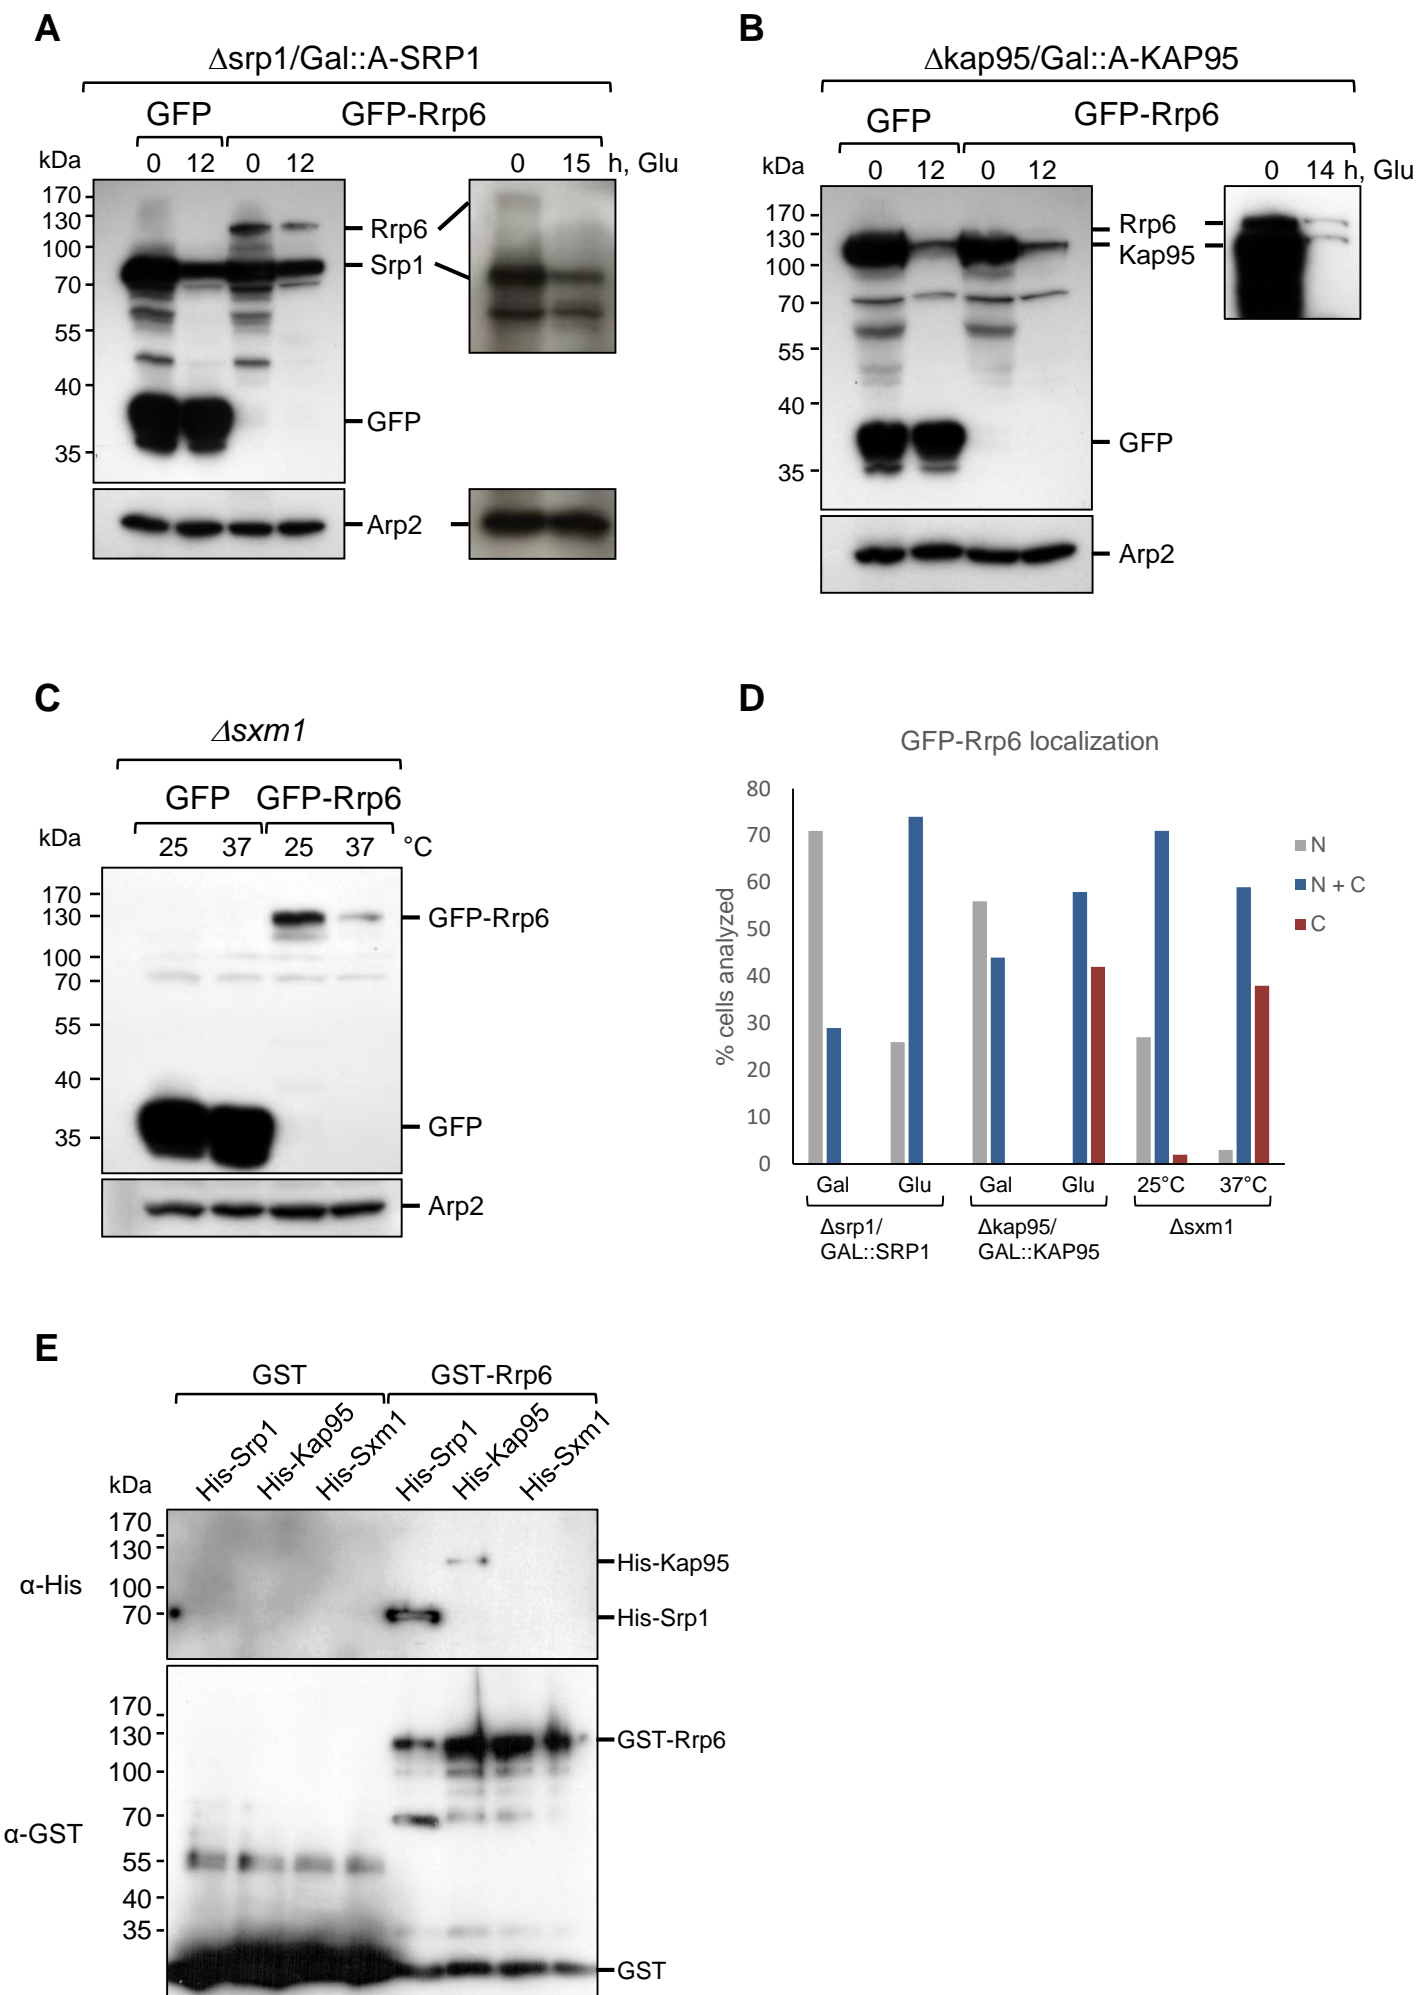 A
Δsrp1/Gal::A-SRP1
GFP GFP-Rrp6
kDa 0 12 0 12 0 15 h, Glu
170
130
100
70
55
40
35
Rrp6
Srp1
GFP
Arp2
B
Δkap95/Gal::A-KAP95
GFP GFP-Rrp6
kDa 0 12 0 12 0 14 h, Glu
170
130
100
70
55
40
35
Rrp6
Kap95
GFP
Arp2
C
Δsxm1
GFP GFP-Rrp6
kDa 25 37 25 37 °C
170
130
100
70
55
40
35
GFP-Rrp6
GFP
Arp2
D
GFP-Rrp6 localization
% cells analyzed
80
70
60
50
40
30
20
10
0
N
N + C
C
Gal Glu Gal Glu 25°C 37°C
Δsrp1/ Δkap95/ Δsxm1
GAL::SRP1 GAL::KAP95
E
GST GST-Rrp6
His-Srp1 His-Kap95 His-Sxm1 His-Srp1 His-Kap95 His-Sxm1
kDa
α-His
170
130
100
70
His-Kap95
His-Srp1
α-GST
170
130
100
70
55
40
35
GST-Rrp6
GST